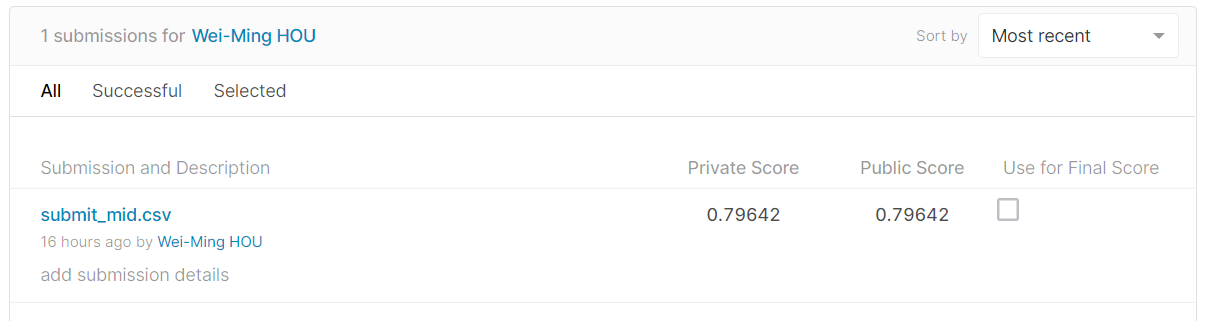 1 submissions for Wei-Ming HOU
Sort by Most recent
All Successful Selected
Submission and Description Private Score Public Score Use for Final Score
submit_mid.csv 0.79642 0.79642
16 hours ago by Wei-Ming HOU
add submission details